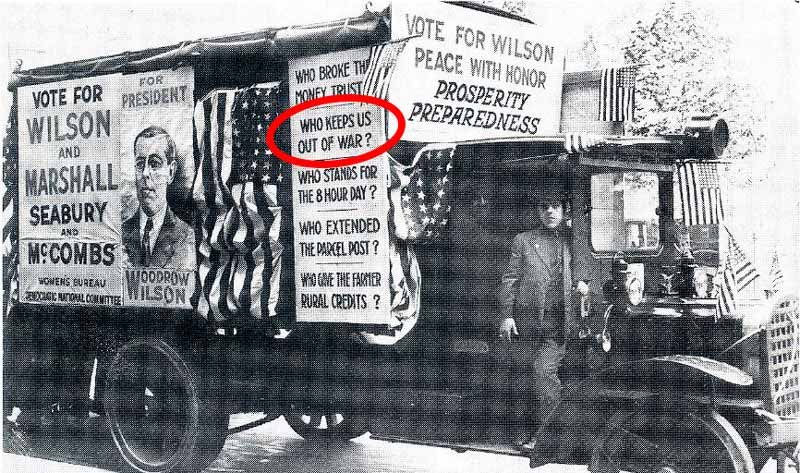 VOTE FOR
WILSON
AND
MARSHALL
SEABURY
AND
McCOMBS
WOMEN'S BUREAU
DEMOCRATIC NATIONAL COMMITTEE
FOR
PRESIDENT
WOODROW
WILSON
WHO BROKE THE
MONEY TRUST
WHO KEEPS US
OUT OF WAR?
WHO STANDS FOR
THE 8 HOUR DAY?
WHO EXTENDED
THE PARCEL POST?
WHO GIVE THE FARMER
RURAL CREDITS?
VOTE FOR WILSON
PEACE WITH HONOR
PROSPERITY
PREPAREDNESS